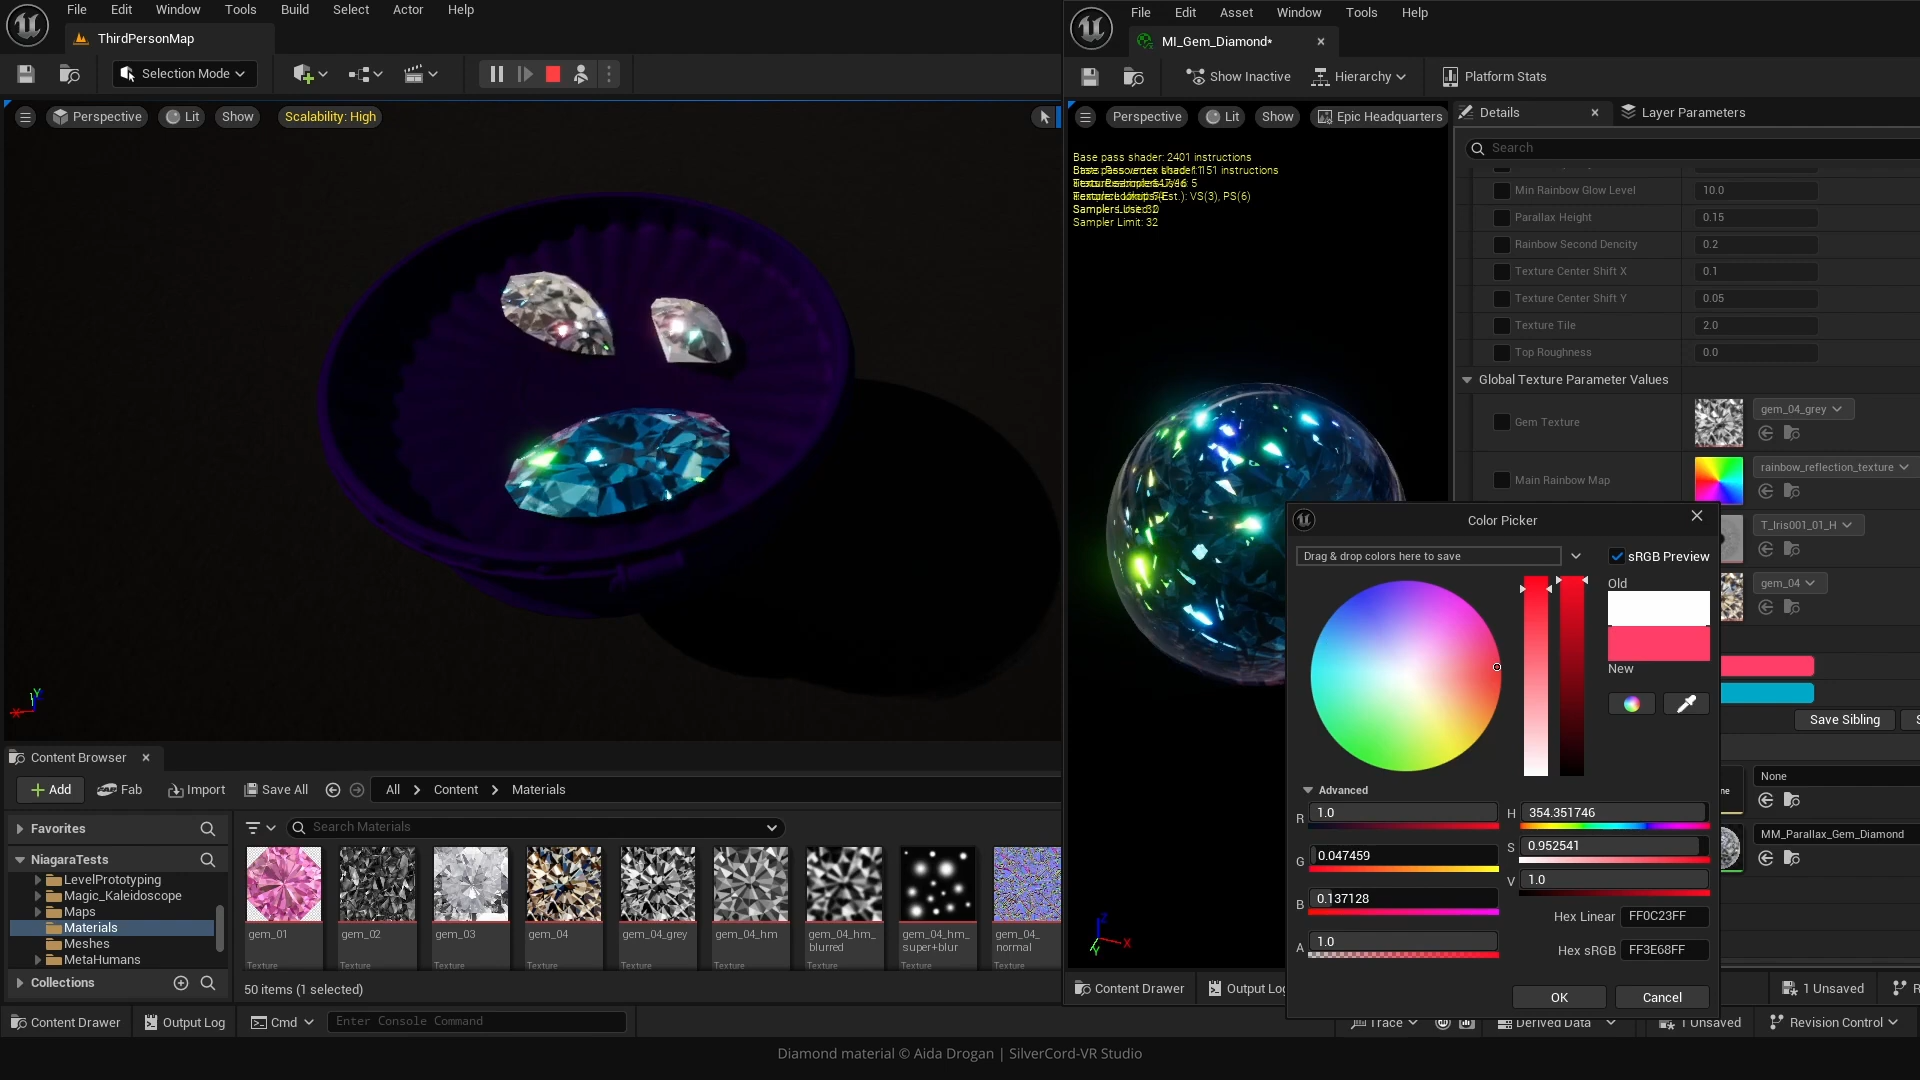 File Edit Window Tools Build Select Actor Help
ThirdPersonMap
Selection Mode
Perspective Lit Show Scalability: High
File Edit Asset Window Tools Help
MI_Gem_Diamond*
Show Inactive Hierarchy Platform Stats
Perspective Lit Show Epic Headquarters
Base pass shader: 2401 instructions
Sampler Limit: 32
Details Layer Parameters
Search
Min Rainbow Glow Level 10.0
Parallax Height 0.15
Rainbow Second Dencity 0.2
Texture Center Shift X 0.1
Texture Center Shift Y 0.05
Texture Tile 2.0
Top Roughness 0.0
Global Texture Parameter Values
Gem Texture gem_04_grey
Main Rainbow Map rainbow_reflection_texture
T_Iris001_01_H
gem_04
Save Sibling
None
MM_Parallax_Gem_Diamond
Color Picker
Drag & drop colors here to save
sRGB Preview
Old
New
Advanced
R 1.0
G 0.047459
B 0.137128
A 1.0
H 354.351746
S 0.952541
V 1.0
Hex Linear FF0C23FF
Hex sRGB FF3E68FF
OK Cancel
Content Browser
Add Fab Import Save All All Content Materials
Favorites
NiagaraTests
LevelPrototyping
Magic_Kaleidoscope
Maps
Materials
Meshes
MetaHumans
Collections
Search Materials
gem_01
Texture
gem_02
Texture
gem_03
Texture
gem_04
Texture
gem_04_grey
Texture
gem_04_hm
Texture
gem_04_hm_
blurred
Texture
gem_04_hm_
super+blur
Texture
gem_04_
normal
Texture
50 items (1 selected)
Content Drawer Output Log Cmd Enter Console Command
Content Drawer Output Log
1 Unsaved
Trace Derived Data 1 Unsaved Revision Control
Diamond material © Aida Drogan | SilverCord-VR Studio